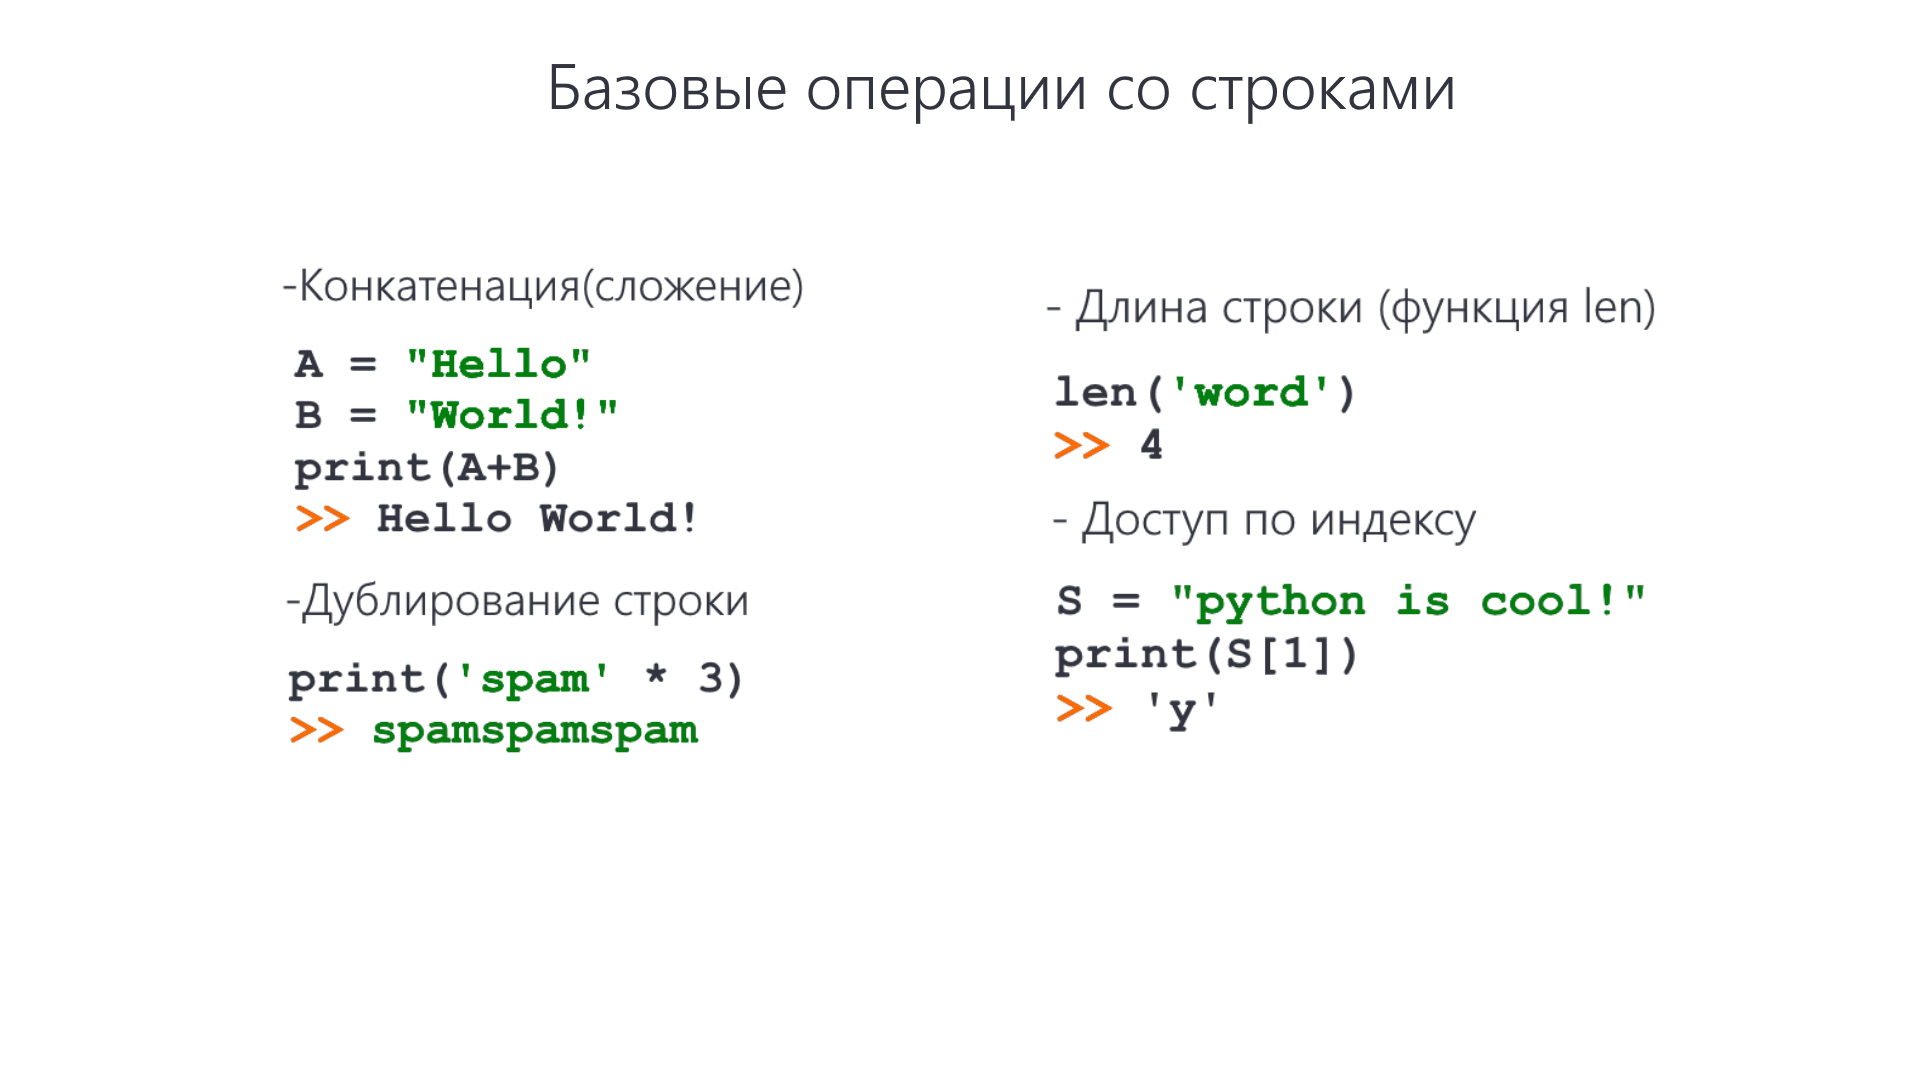 Базовые операции со строками
-Конкатенация(сложение)
A = "Hello"
B = "World!"
print(A+B)
>> Hello World!
-Дублирование строки
print('spam' * 3)
>> spamspamspam
- Длина строки (функция len)
len('word')
>> 4
- Доступ по индексу
S = "python is cool!"
print(S[1])
>> 'y'